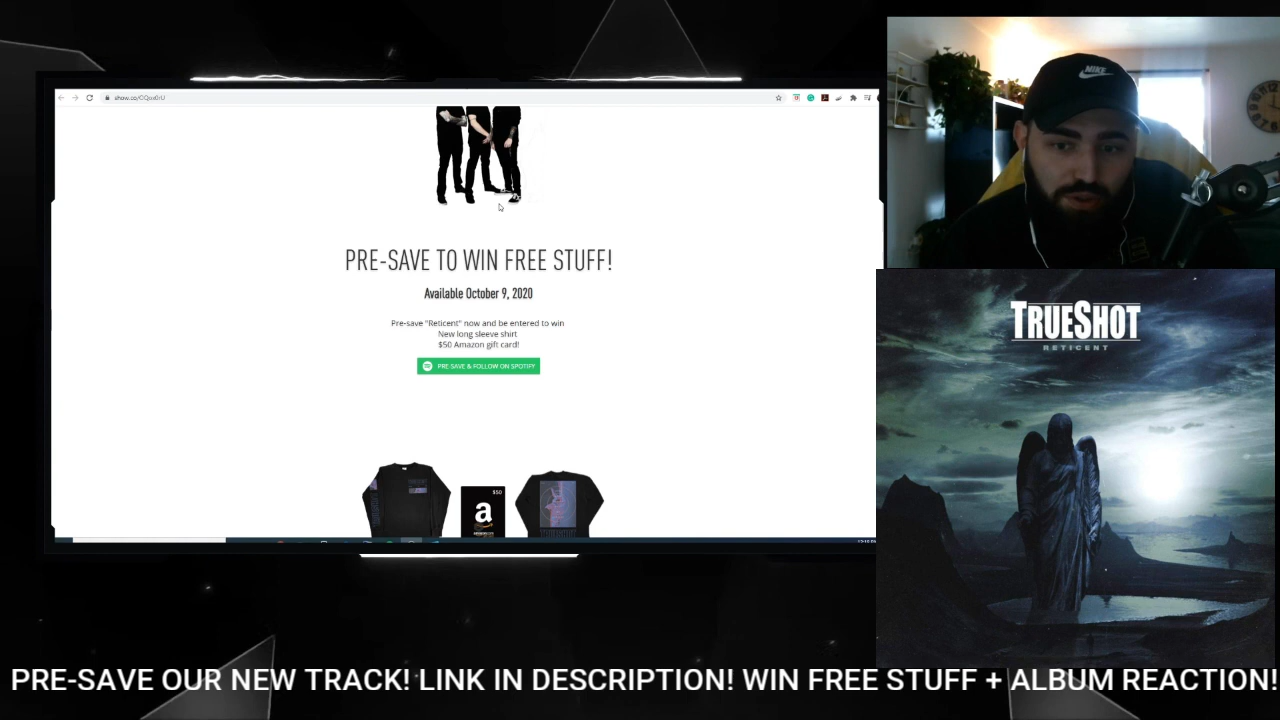 NIKE
PRE-SAVE TO WIN FREE STUFF!
Available October 9, 2020
Pre-save "Reticent" now and be entered to win
New long sleeve shirt
$50 Amazon gift card!
PRE-SAVE & FOLLOW ON SPOTIFY
$50
a
TRUESHOT
RETICENT
PRE-SAVE OUR NEW TRACK! LINK IN DESCRIPTION! WIN FREE STUFF + ALBUM REACTION!